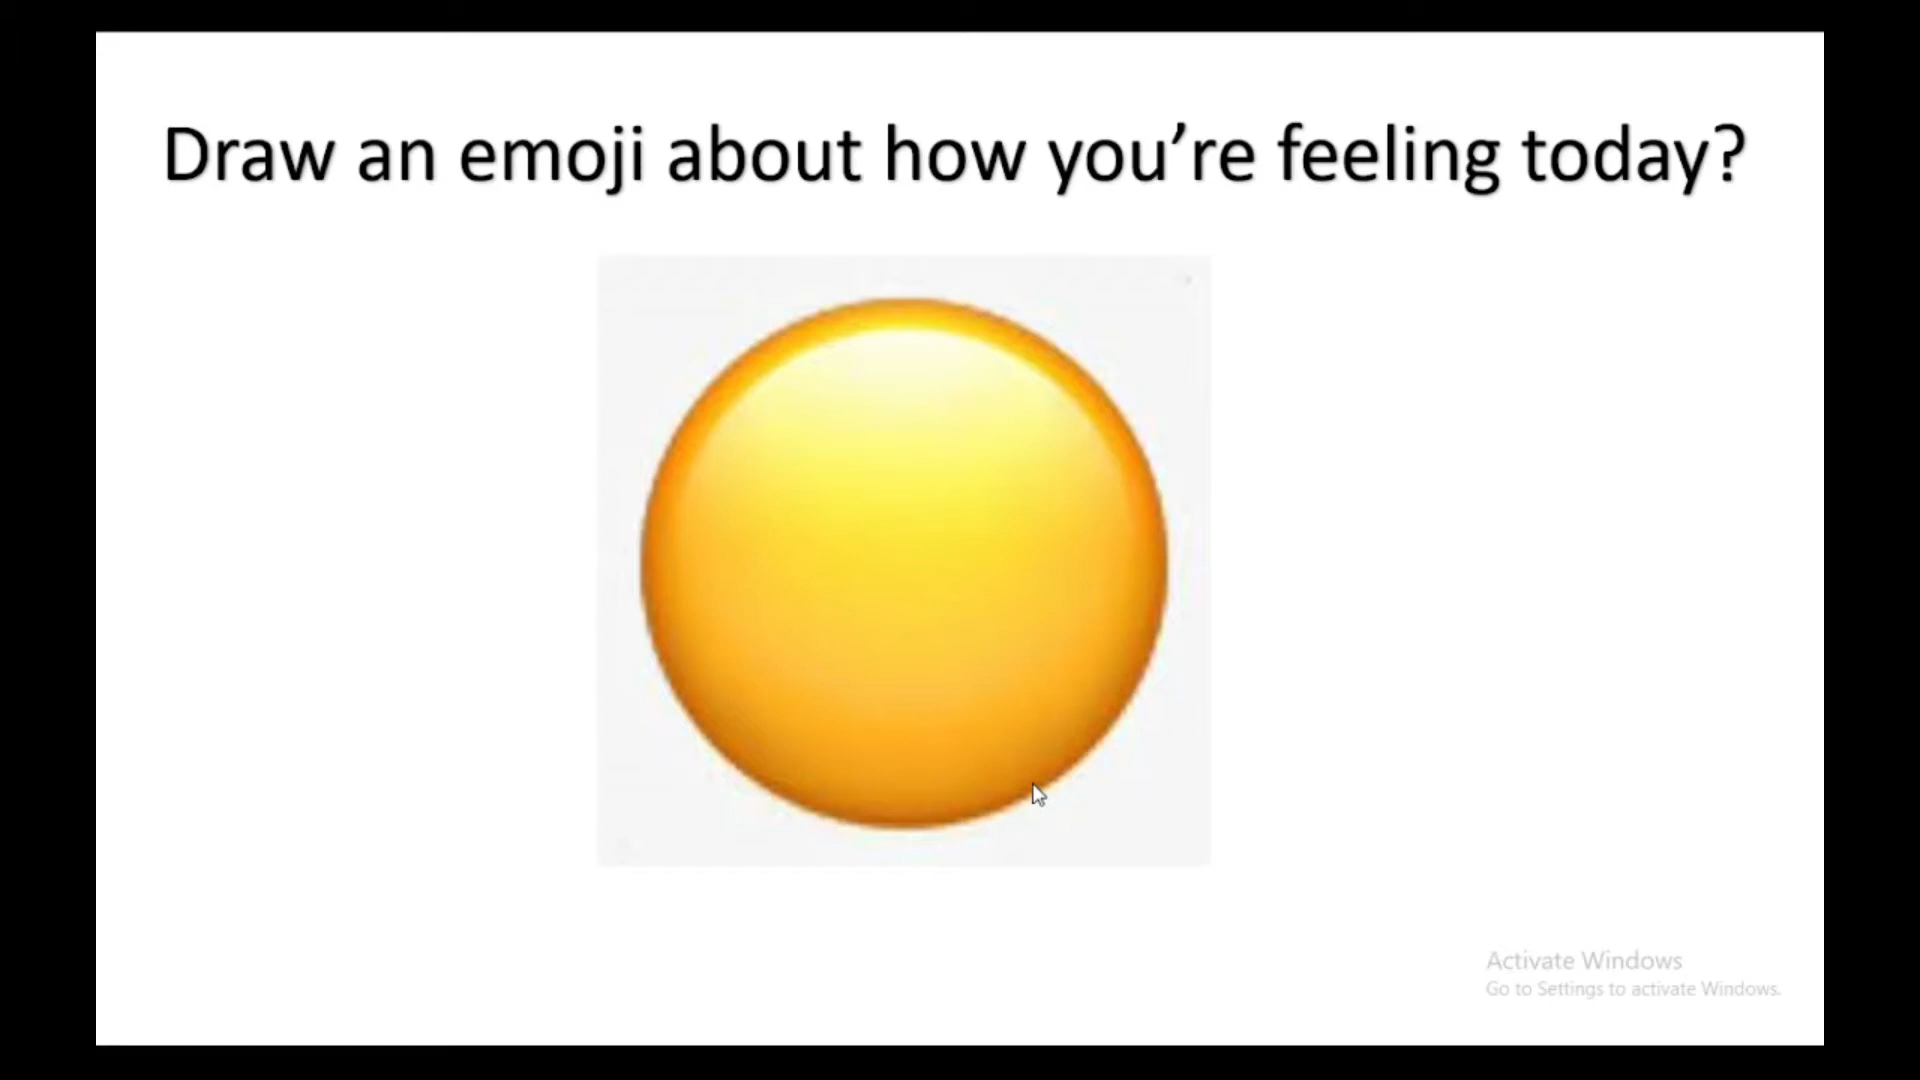 Draw an emoji about how you’re feeling today?
Activate Windows
Go to Settings to activate Windows.